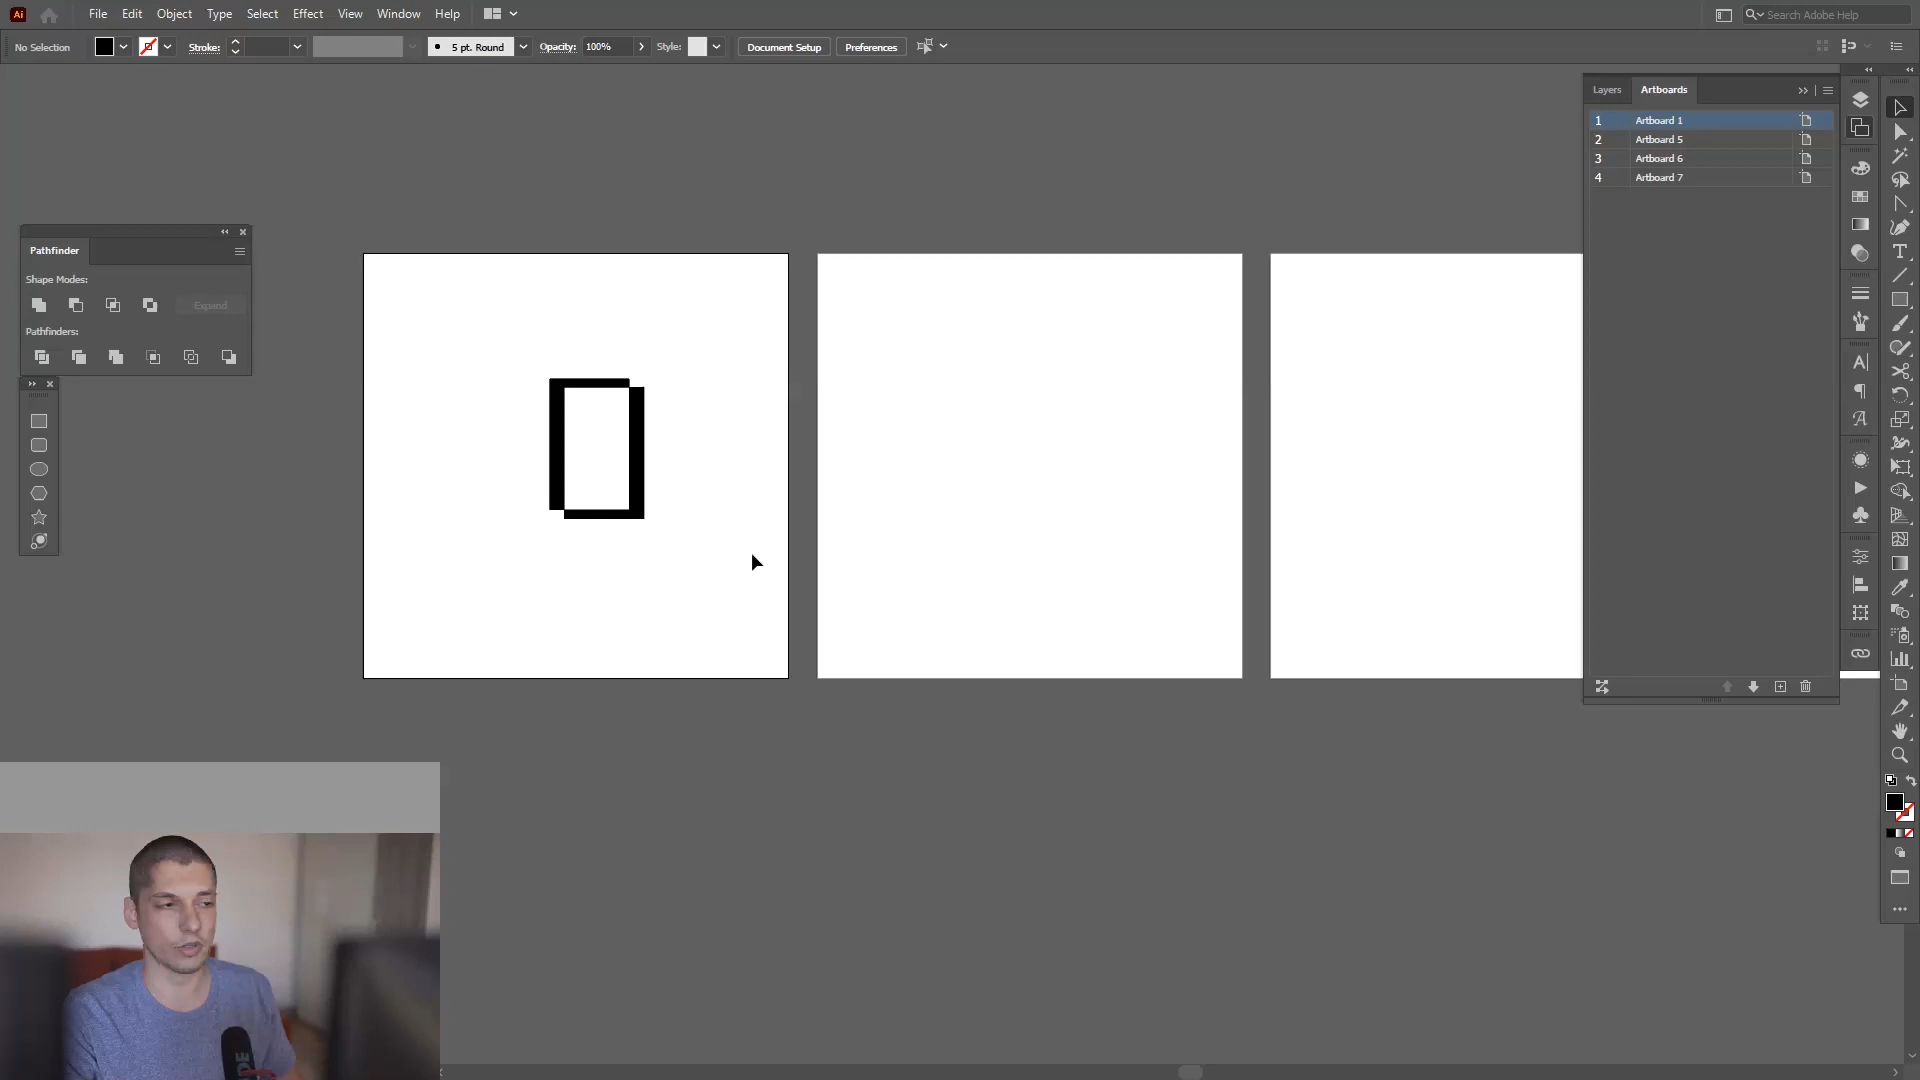 Ai File Edit Object Type Select Effect View Window Help Search Adobe Help
No Selection Stroke: 5 pt. Round Opacity: 100% Style: Document Setup Preferences
Layers Artboards
1 Artboard 1
2 Artboard 5
3 Artboard 6
4 Artboard 7
Pathfinder
Shape Modes:
Expand
Pathfinders: